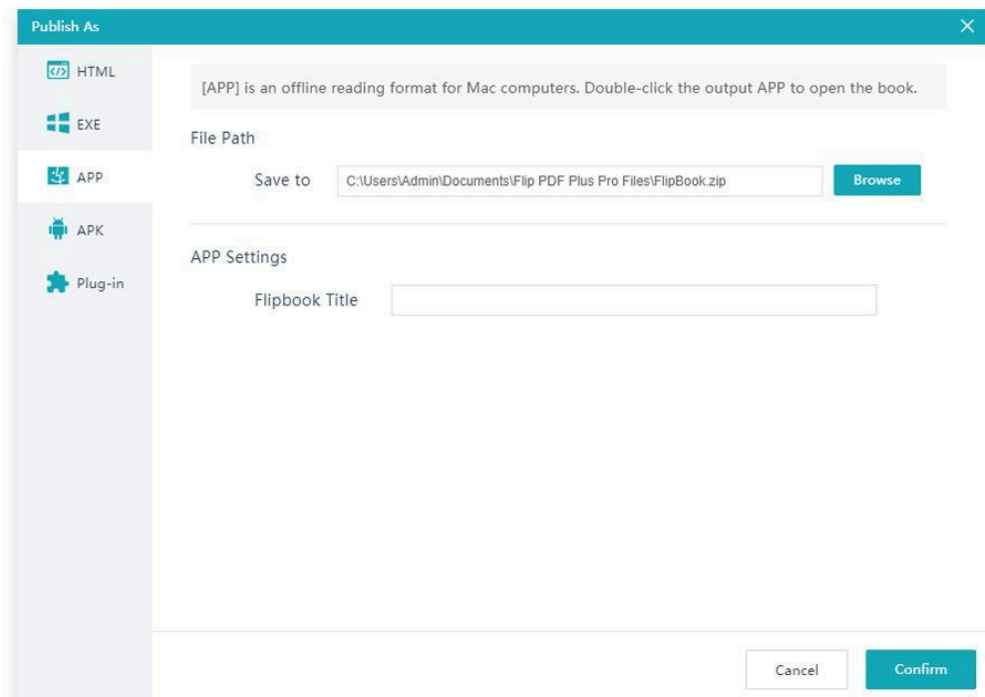 Publish As
HTML
EXE
APP
APK
Plug-in
[APP] is an offline reading format for Mac computers. Double-click the output APP to open the book.
File Path
Save to C:\Users\Admin\Documents\Flip PDF Plus Pro Files\FlipBook.zip Browse
APP Settings
Flipbook Title
Cancel Confirm